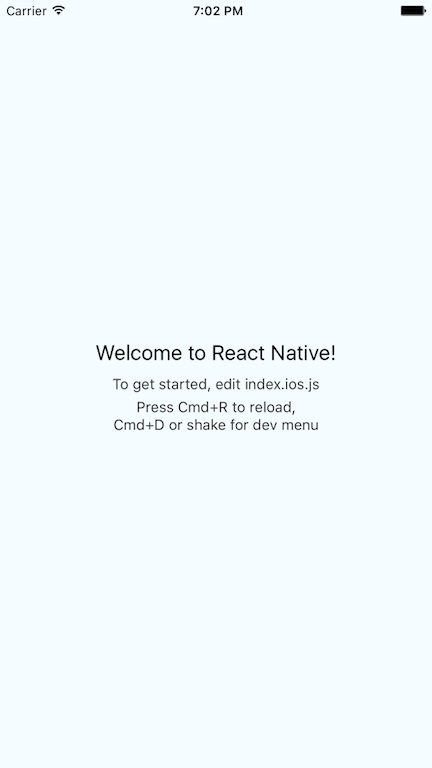 Carrier 7:02 PM
Welcome to React Native!
To get started, edit index.ios.js
Press Cmd+R to reload,
Cmd+D or shake for dev menu